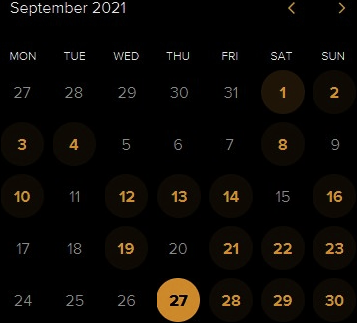 September 2021 < >
MON TUE WED THU FRI SAT SUN
27 28 29 30 31 1 2
3 4 5 6 7 8 9
10 11 12 13 14 15 16
17 18 19 20 21 22 23
24 25 26 27 28 29 30